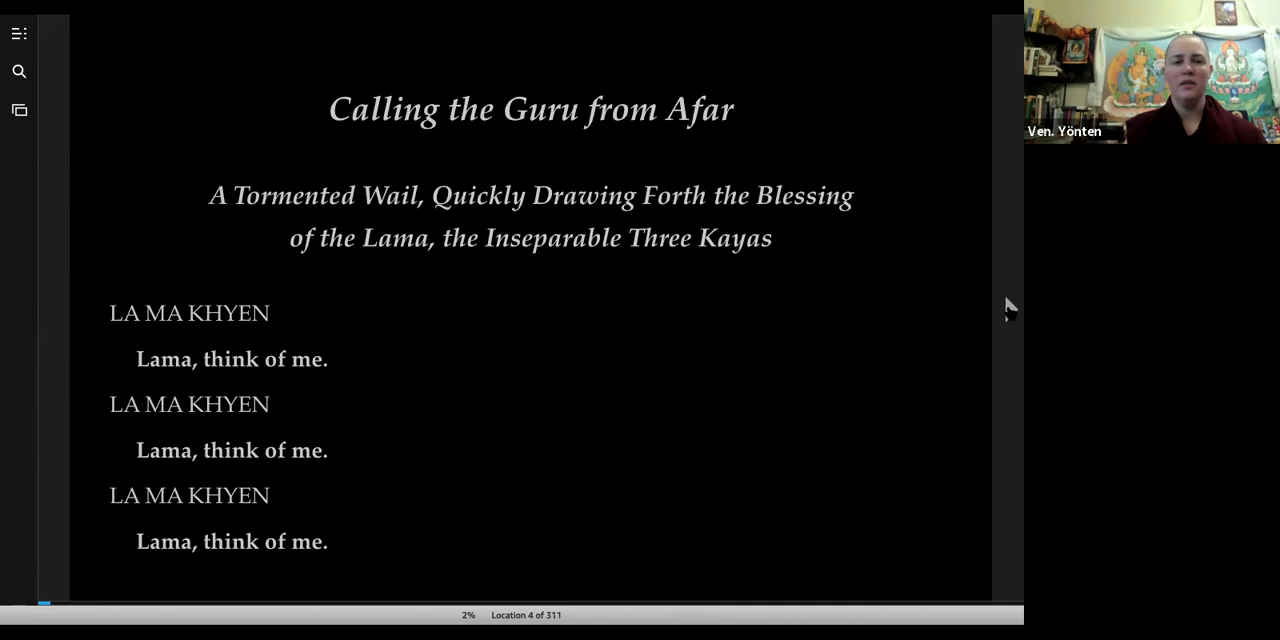 Calling the Guru from Afar
A Tormented Wail, Quickly Drawing Forth the Blessing
of the Lama, the Inseparable Three Kayas
LA MA KHYEN
Lama, think of me.
LA MA KHYEN
Lama, think of me.
LA MA KHYEN
Lama, think of me.
2% Location 4 of 311
Ven. Yönten